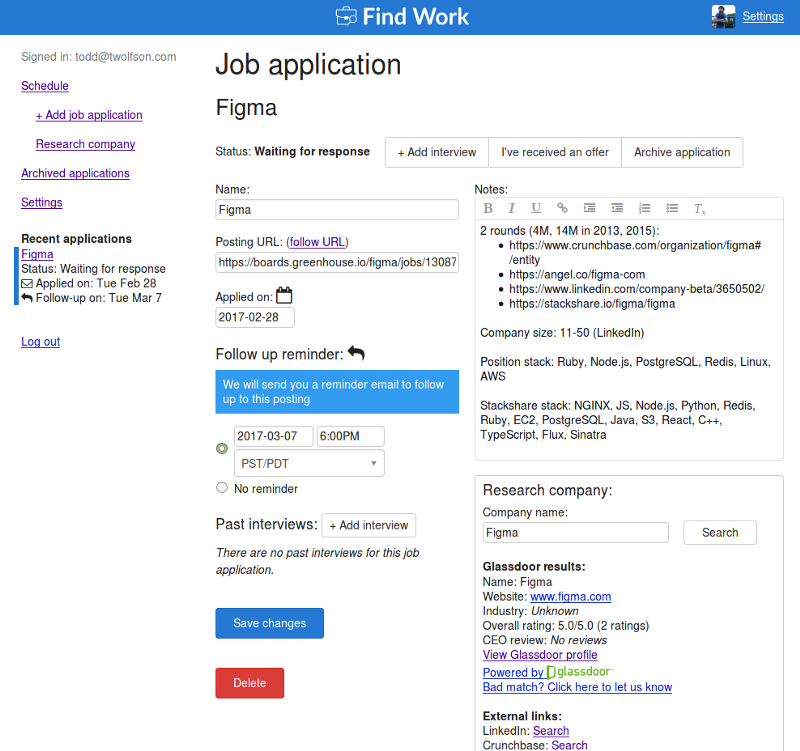 Find Work
Settings
Signed in: todd@twolfson.com
Schedule
+ Add job application
Research company
Archived applications
Settings
Recent applications
Figma
Status: Waiting for response
Applied on: Tue Feb 28
Follow-up on: Tue Mar 7
Log out
Job application
Figma
Status: Waiting for response
+ Add interview
I've received an offer
Archive application
Name:
Figma
Posting URL: (follow URL)
https://boards.greenhouse.io/figma/jobs/13087
Applied on:
2017-02-28
Follow up reminder:
We will send you a reminder email to follow
up to this posting
2017-03-07
6:00PM
PST/PDT
No reminder
Past interviews:
+ Add interview
There are no past interviews for this job
application.
Save changes
Delete
Notes:
B I U Tx
2 rounds (4M, 14M in 2013, 2015):
• https://www.crunchbase.com/organization/figma#
/entity
• https://angel.co/figma-com
• https://www.linkedin.com/company-beta/3650502/
• https://stackshare.io/figma/figma
Company size: 11-50 (LinkedIn)
Position stack: Ruby, Node.js, PostgreSQL, Redis, Linux,
AWS
Stackshare stack: NGINX, JS, Node.js, Python, Redis,
Ruby, EC2, PostgreSQL, Java, S3, React, C++,
TypeScript, Flux, Sinatra
Research company:
Company name:
Figma
Search
Glassdoor results:
Name: Figma
Website: www.figma.com
Industry: Unknown
Overall rating: 5.0/5.0 (2 ratings)
CEO review: No reviews
View Glassdoor profile
Powered by glassdoor
Bad match? Click here to let us know
External links:
LinkedIn: Search
Crunchbase: Search